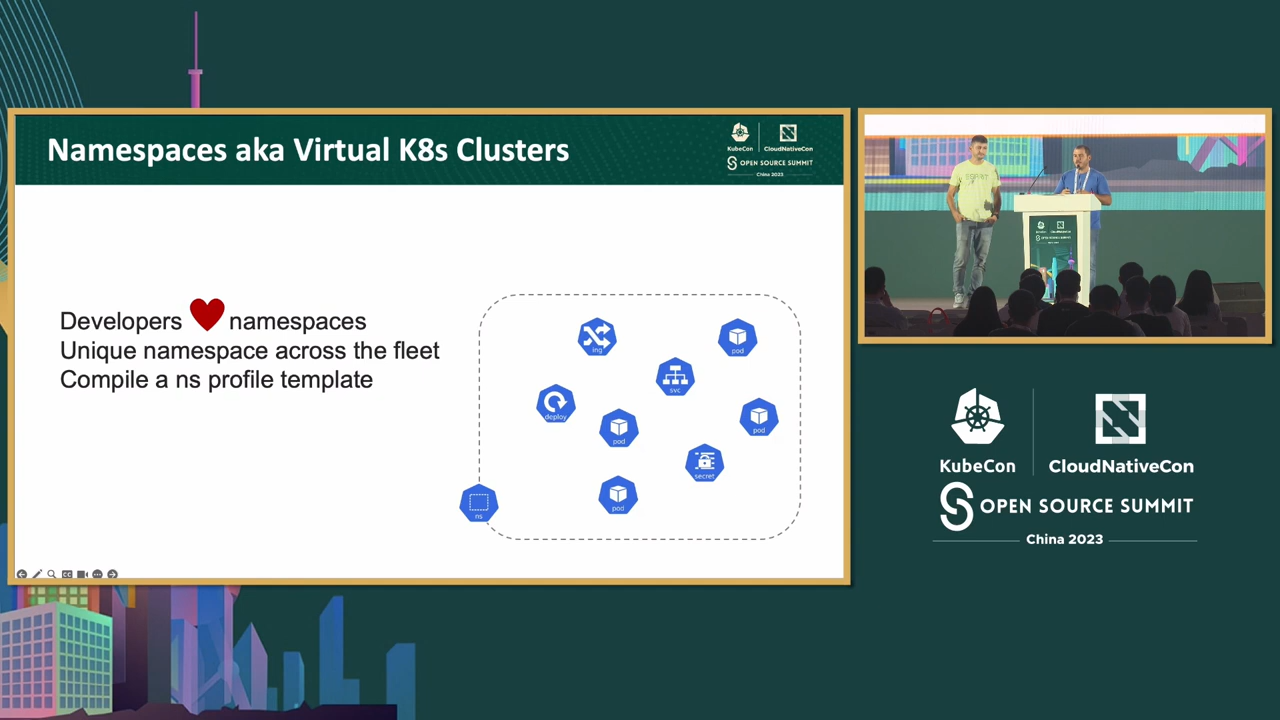 Namespaces aka Virtual K8s Clusters
KubeCon
CloudNativeCon
OPEN SOURCE SUMMIT
China 2023
Developers ❤ namespaces
Unique namespace across the fleet
Compile a ns profile template
ing
pod
svc
deploy
pod
pod
secret
pod
ns
KubeCon
CloudNativeCon
OPEN SOURCE SUMMIT
China 2023